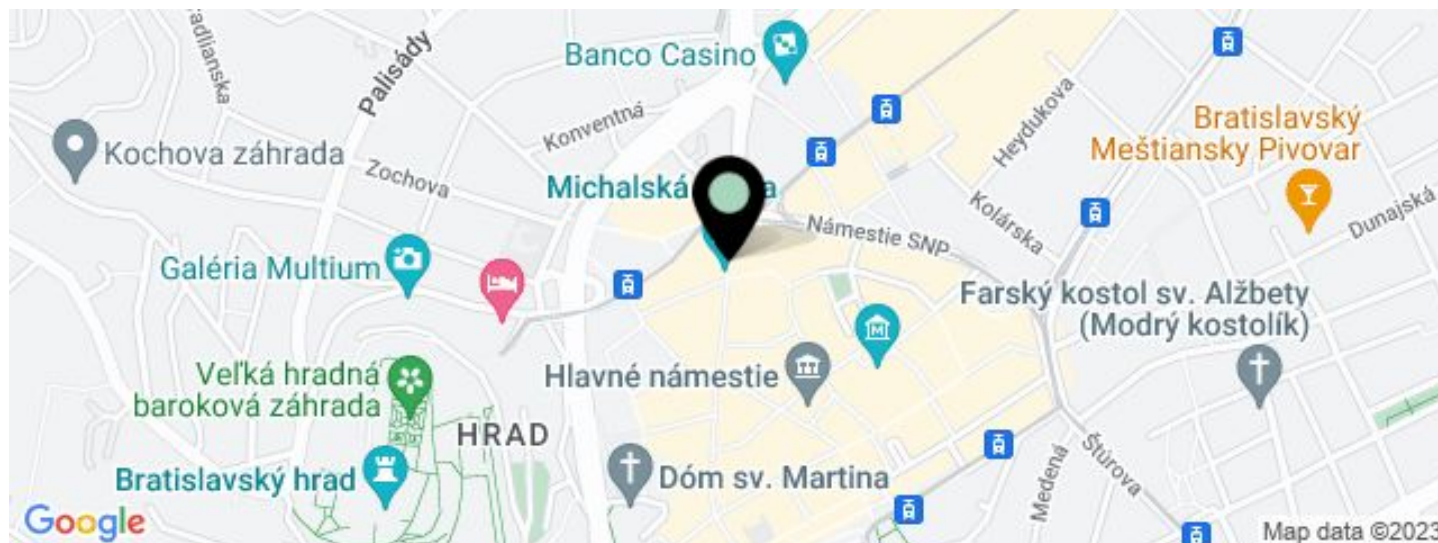 adlianska
Palisády
Banco Casino
Konventná
Heydukova
Bratislavský
Meštiansky Pivovar
Kochova záhrada
Zochova
Michalská
Kolárska
Námestie SNP
Dunajská
Galéria Multium
Farský kostol sv. Alžbety
(Modrý kostolík)
Hlavné námestie
Veľká hradná
baroková záhrada
HRAD
Bratislavský hrad
Dóm sv. Martina
Medená
Štúrova
Google
Map data ©2023